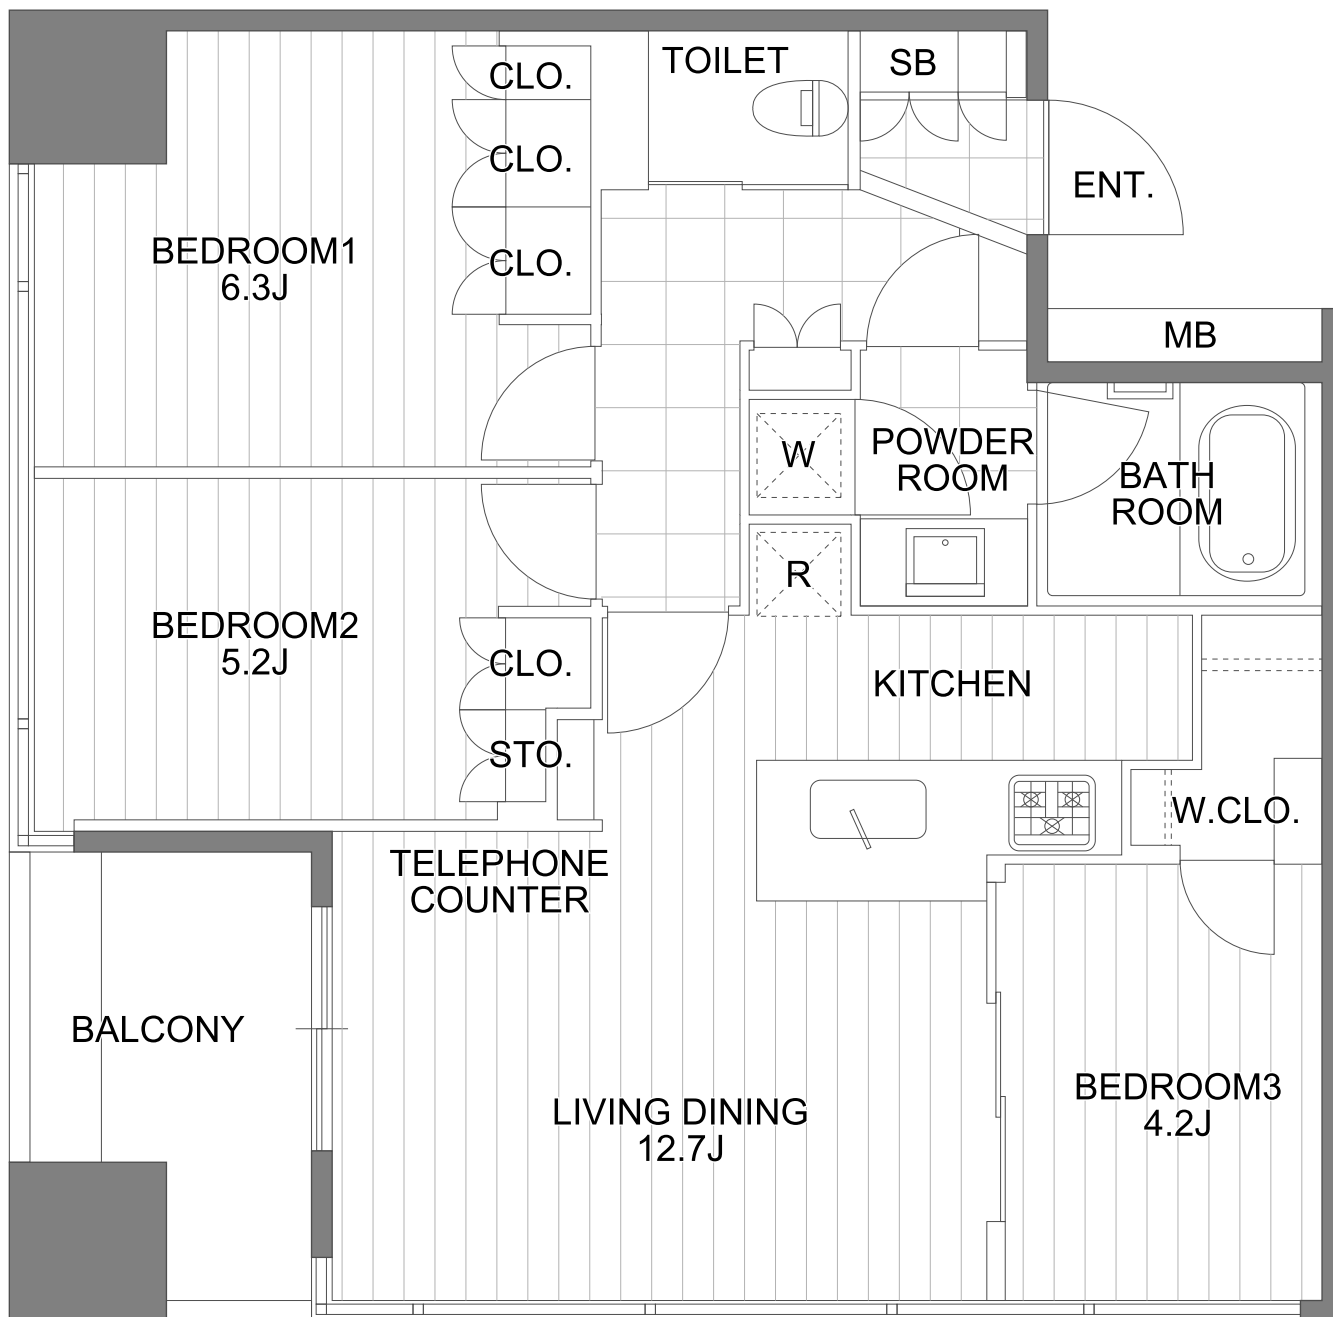 TOILET
SB
CLO.
CLO.
ENT.
BEDROOM1
6.3J
CLO.
MB
W
POWDER
ROOM
BATH
ROOM
R
BEDROOM2
5.2J
CLO.
KITCHEN
STO.
W.CLO.
TELEPHONE
COUNTER
BALCONY
LIVING DINING
12.7J
BEDROOM3
4.2J